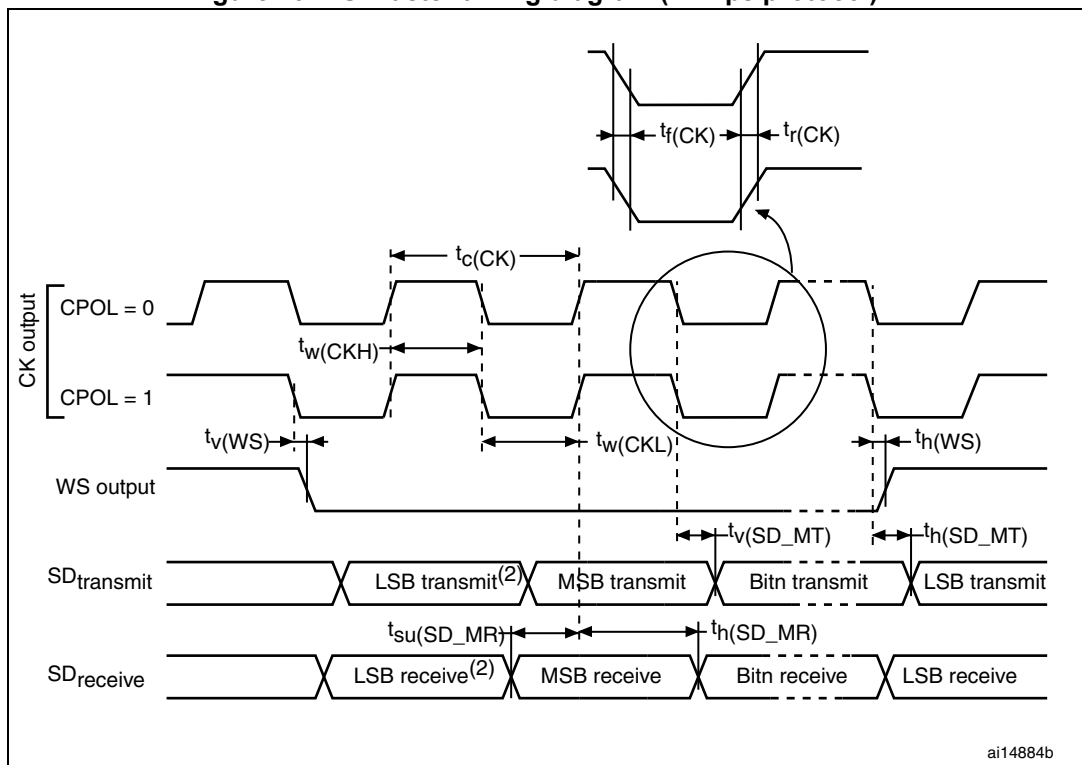 tf(CK)
tr(CK)
tc(CK)
CK output
CPOL = 0
tw(CKH)
CPOL = 1
tv(WS)
tw(CKL)
th(WS)
WS output
tv(SD_MT)
th(SD_MT)
SDtransmit
LSB transmit(2)
MSB transmit
Bitn transmit
LSB transmit
tsu(SD_MR)
th(SD_MR)
SDreceive
LSB receive(2)
MSB receive
Bitn receive
LSB receive
ai14884b